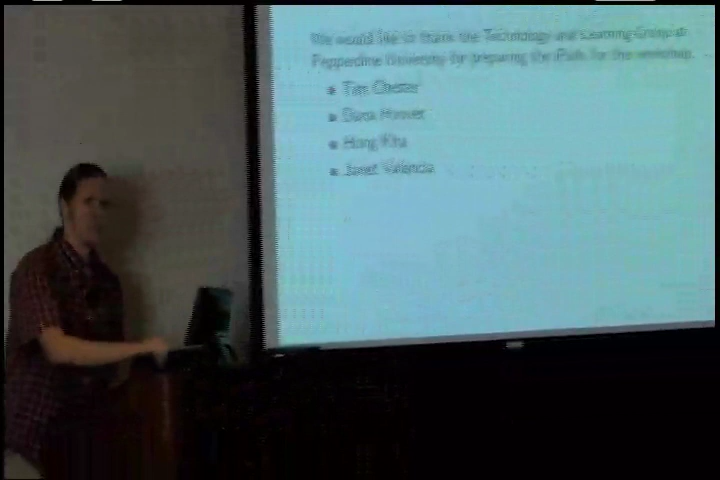 We would like to thank the Technology and Learning Group at
Pepperdine University for preparing the iPads for the workshop.
Tim Chester
Hoover
Hong Kha
Janet Valencia